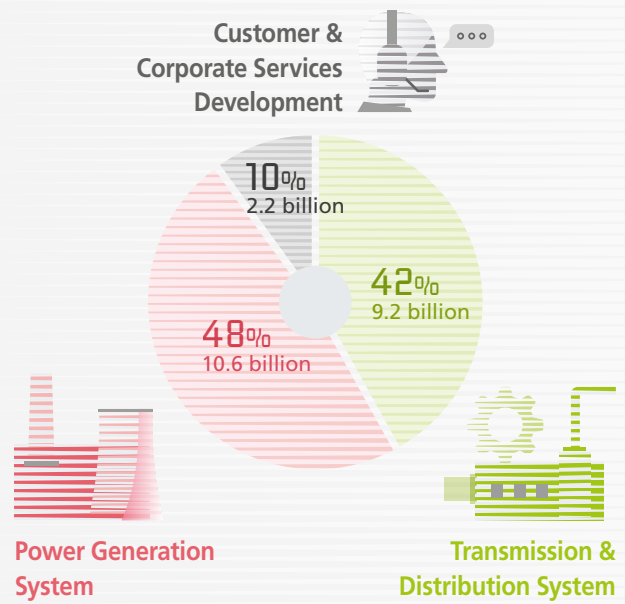 Customer &
Corporate Services
Development
10%
2.2 billion
42%
9.2 billion
48%
10.6 billion
Power Generation
System
Transmission &
Distribution System